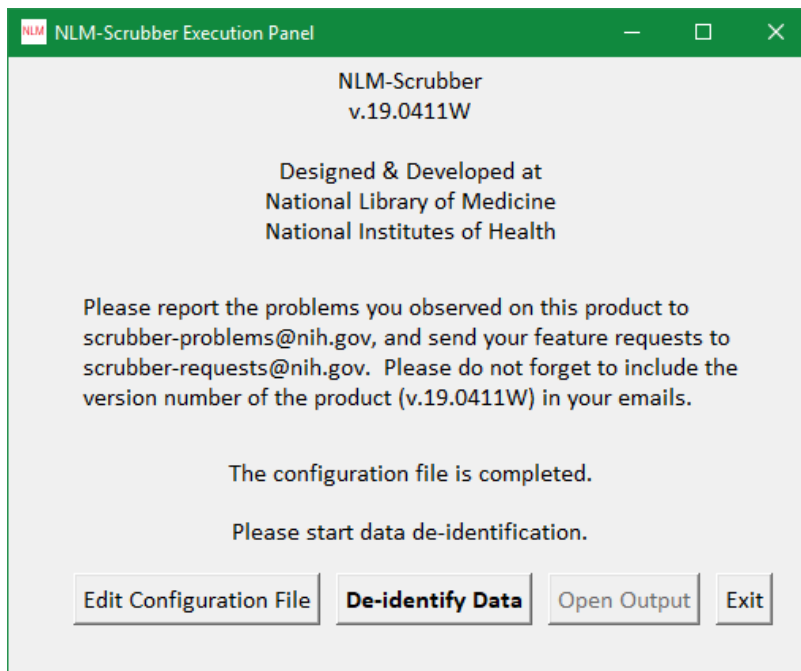 NLM NLM-Scrubber Execution Panel
NLM-Scrubber
v.19.0411W
Designed & Developed at
National Library of Medicine
National Institutes of Health
Please report the problems you observed on this product to
scrubber-problems@nih.gov, and send your feature requests to
scrubber-requests@nih.gov.  Please do not forget to include the
version number of the product (v.19.0411W) in your emails.
The configuration file is completed.
Please start data de-identification.
Edit Configuration File De-identify Data Open Output Exit